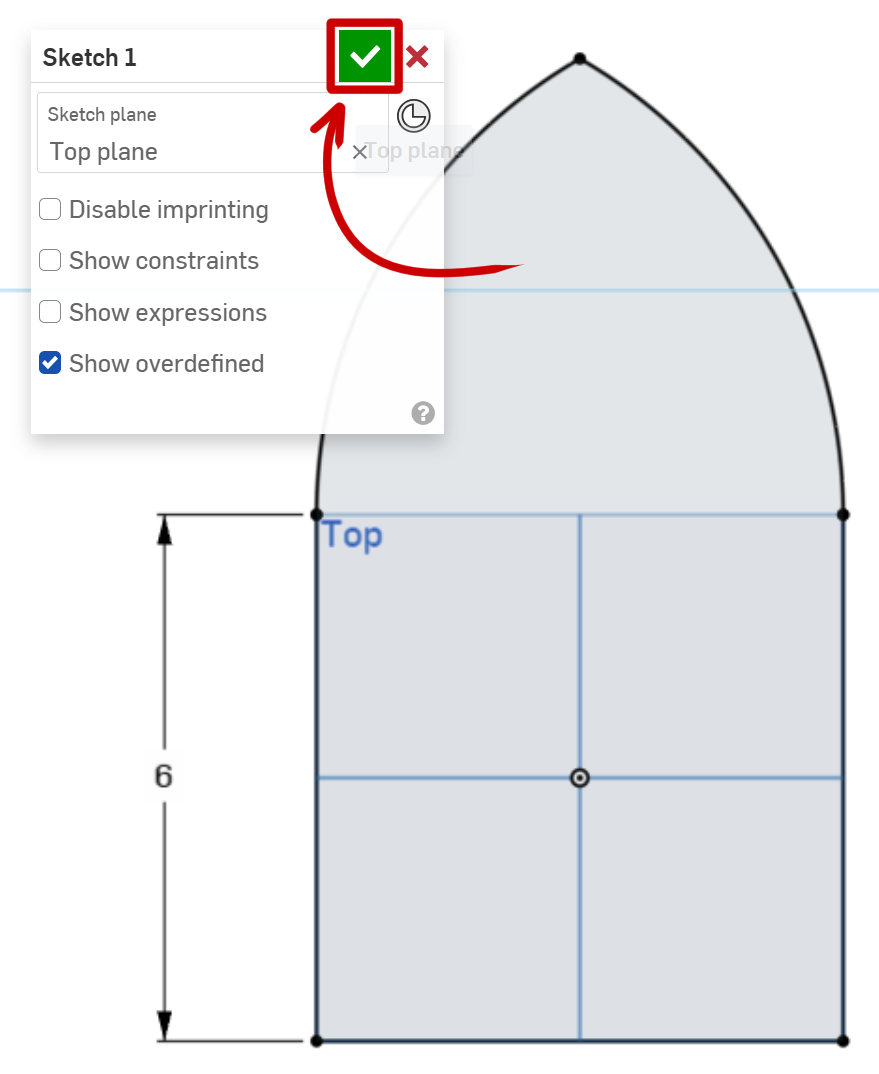 Sketch 1
Sketch plane
Top plane
Top plane
Disable imprinting
Show constraints
Show expressions
Show overdefined
?
Top
6